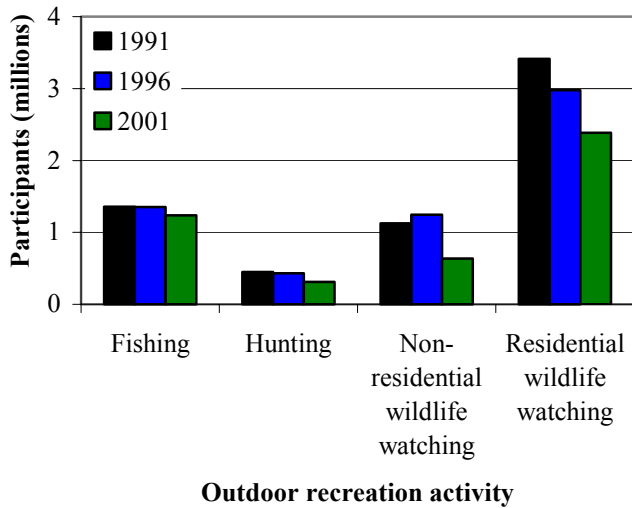 Participants (millions)
4
3
2
1
0
1991
1996
2001
Fishing
Hunting
Non-
residential
wildlife
watching
Residential
wildlife
watching
Outdoor recreation activity